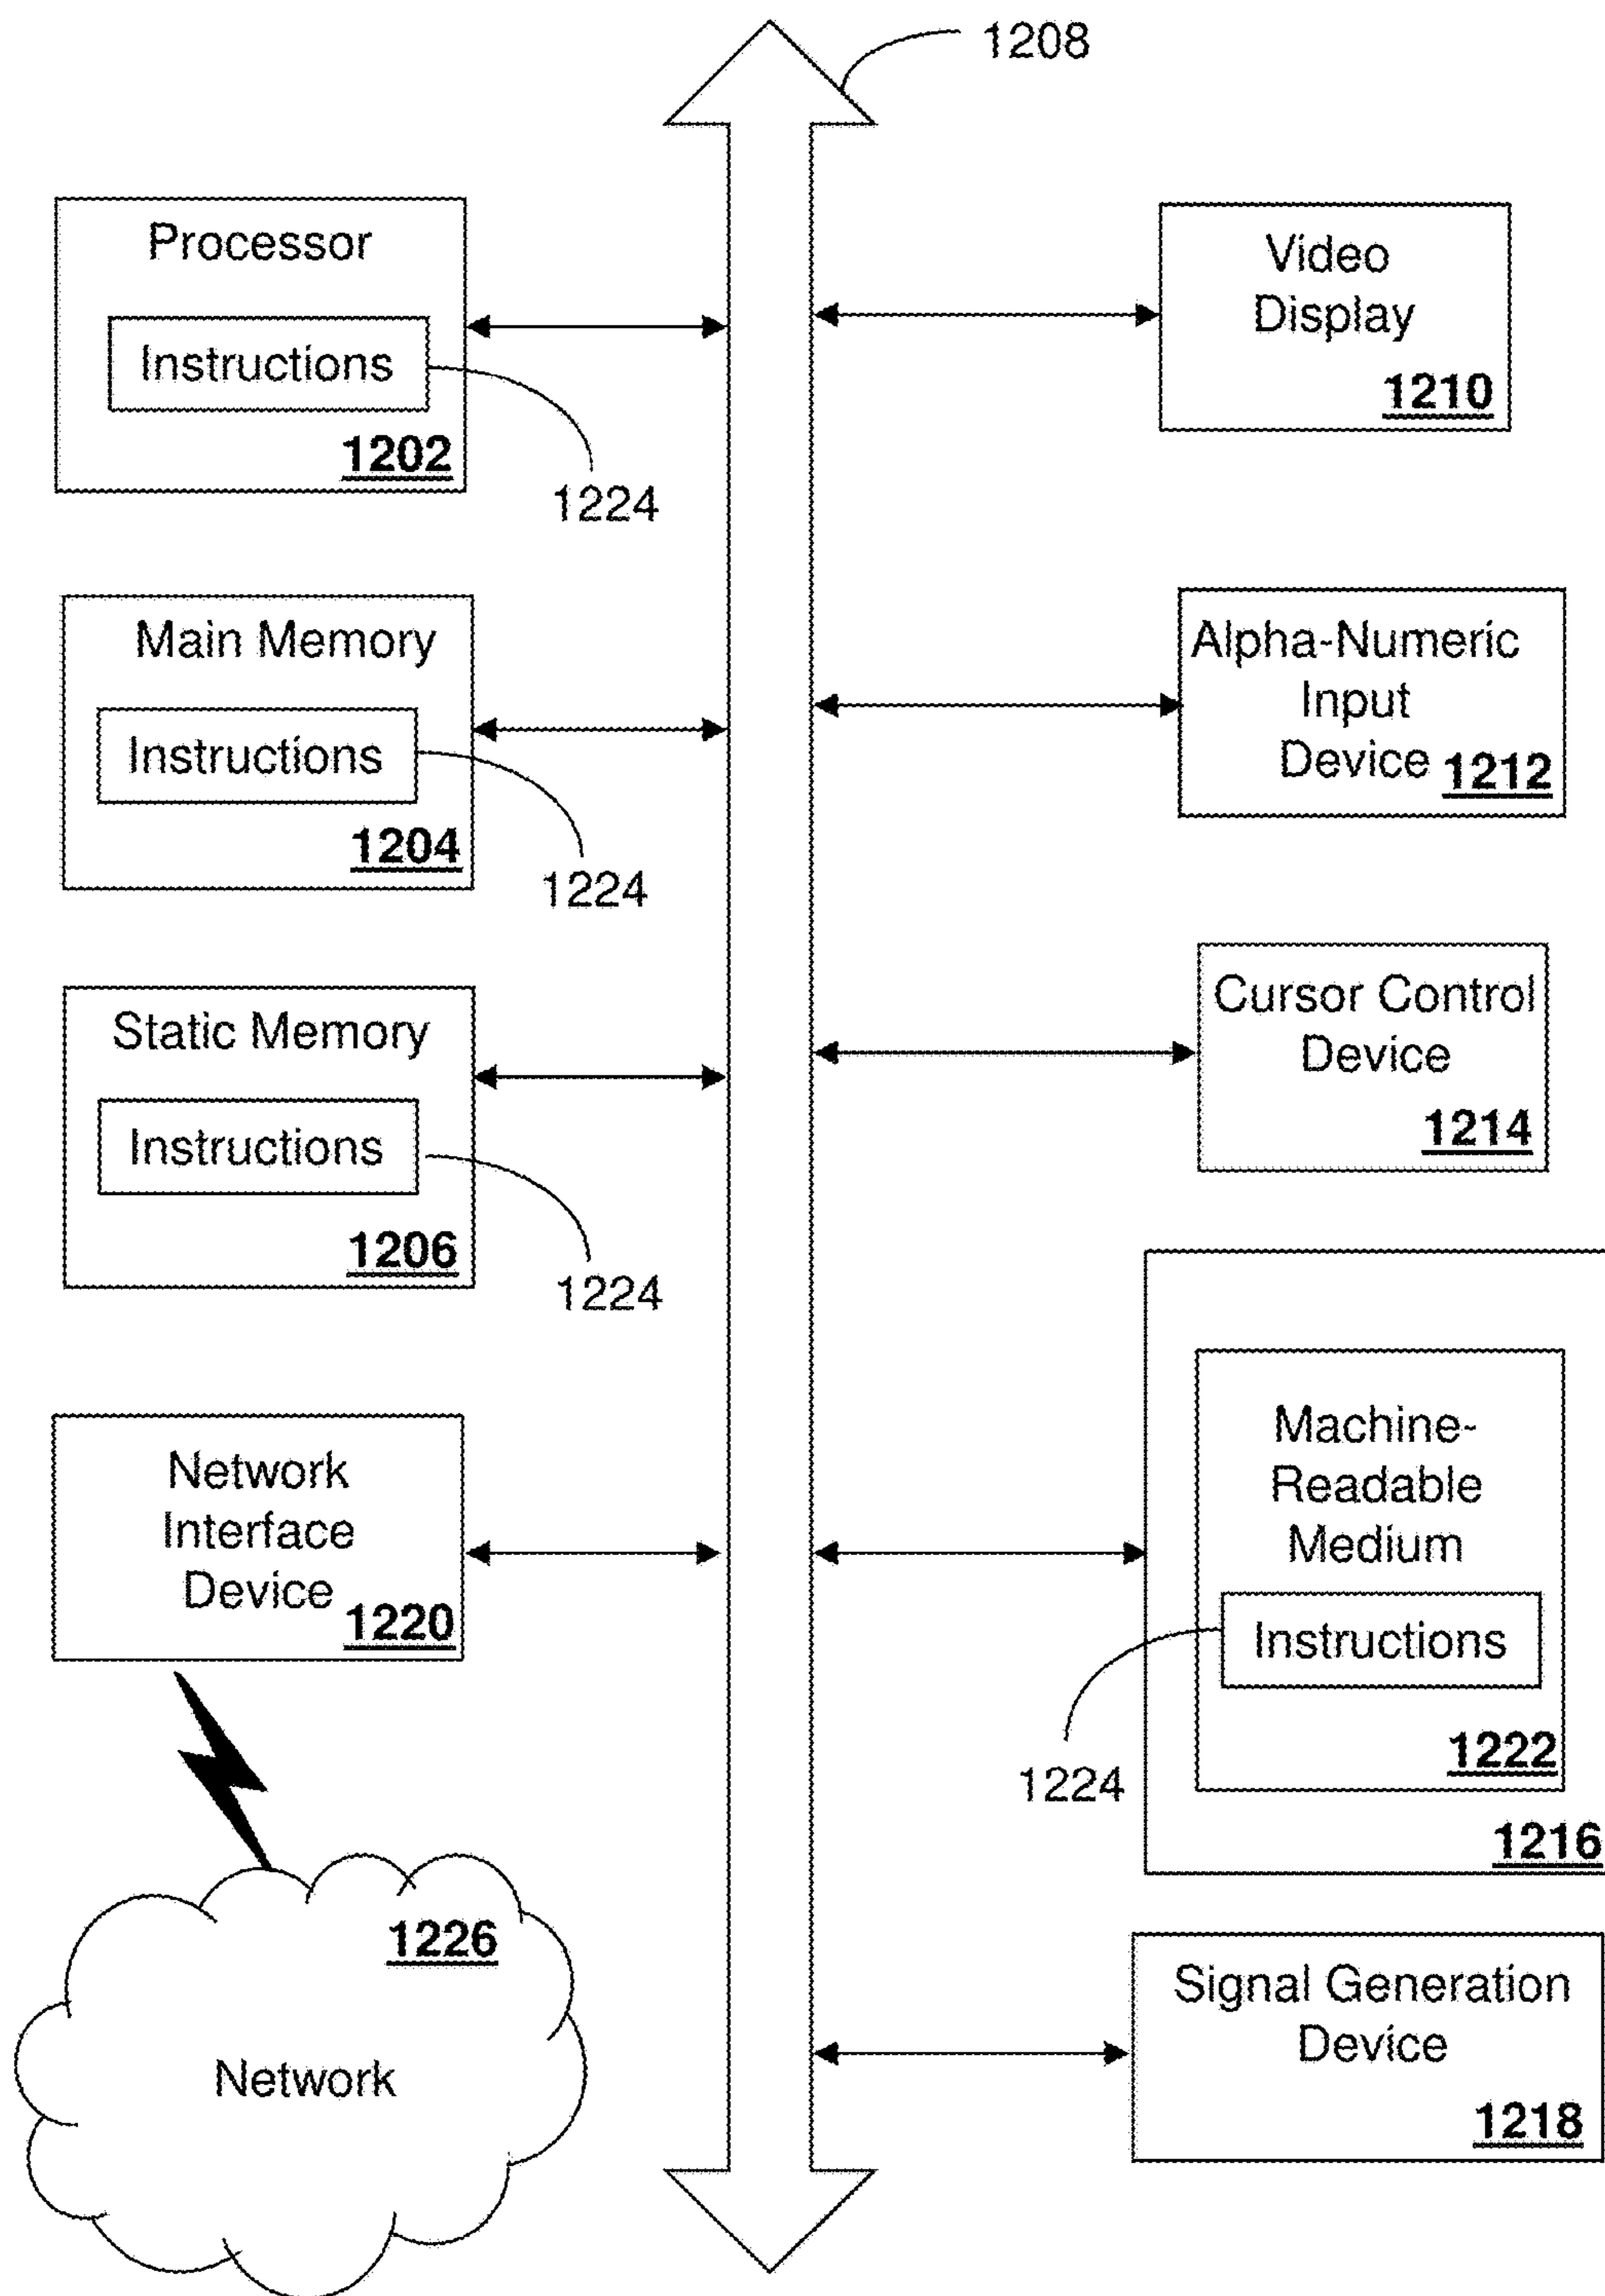 1208
Processor
Instructions
1202
1224
Main Memory
Instructions
1204
1224
Static Memory
Instructions
1206
1224
Network
Interface
Device
1220
1226
Network
Video
Display
1210
Alpha-Numeric
Input
Device 1212
Cursor Control
Device
1214
Machine-
Readable
Medium
Instructions
1222
1224
1216
Signal Generation
Device
1218